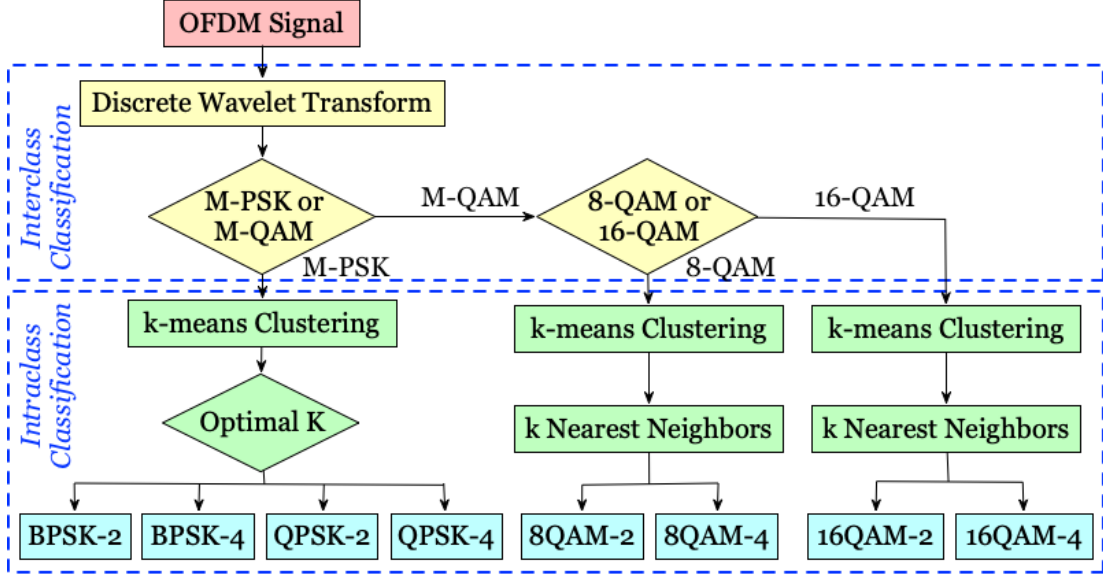 OFDM Signal
Interclass
Classification
Discrete Wavelet Transform
M-PSK or
M-QAM
M-QAM
8-QAM or
16-QAM
16-QAM
M-PSK
8-QAM
Intraclass
Classification
k-means Clustering
k-means Clustering
k-means Clustering
Optimal K
k Nearest Neighbors
k Nearest Neighbors
BPSK-2
BPSK-4
QPSK-2
QPSK-4
8QAM-2
8QAM-4
16QAM-2
16QAM-4